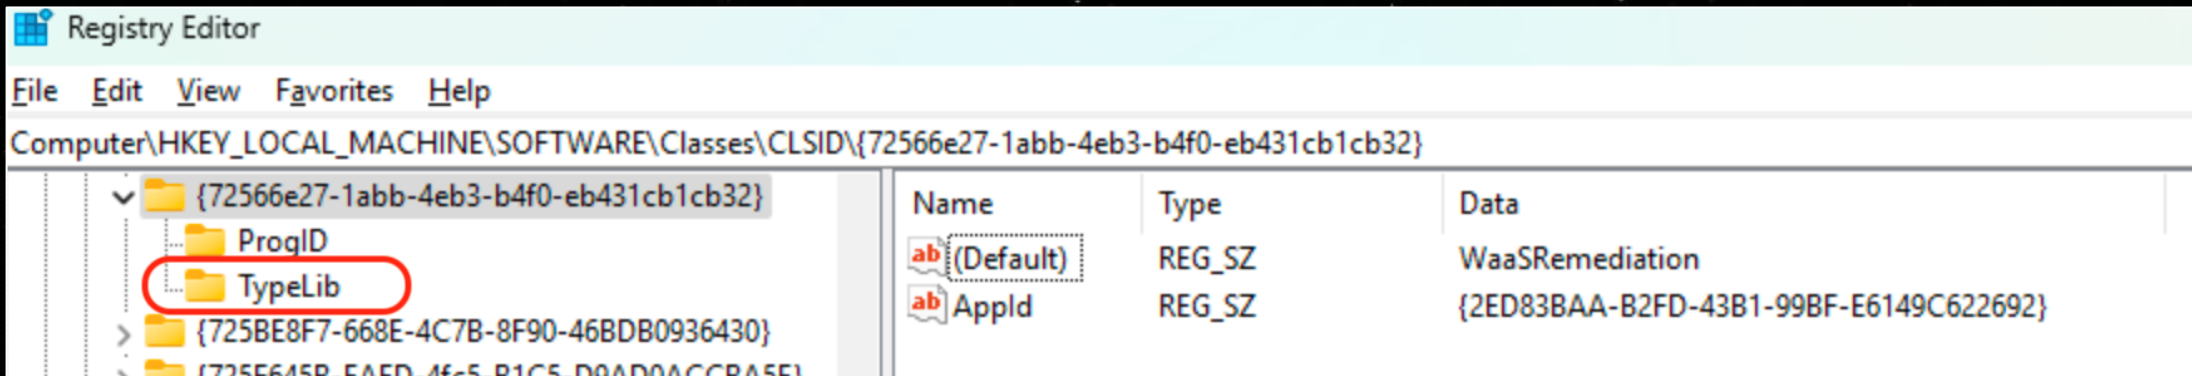 Registry Editor
File Edit View Favorites Help
Computer\HKEY_LOCAL_MACHINE\SOFTWARE\Classes\CLSID\{72566e27-1abb-4eb3-b4f0-eb431cb1cb32}
{72566e27-1abb-4eb3-b4f0-eb431cb1cb32}
ProgID
TypeLib
{725BE8F7-668E-4C7B-8F90-46BDB0936430}
Name Type Data
(Default) REG_SZ WaaSRemediation
AppId REG_SZ {2ED83BAA-B2FD-43B1-99BF-E6149C622692}